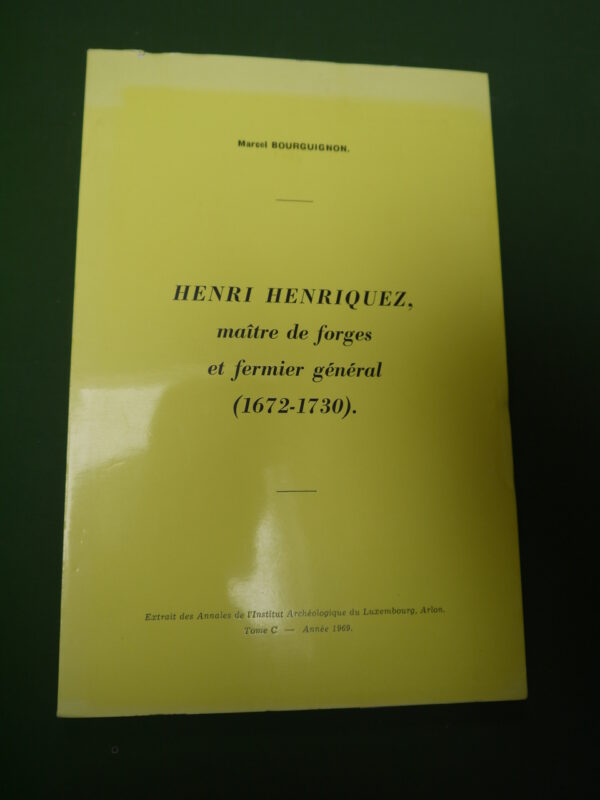 Marcel BOURGUIGNON.
HENRI HENRIQUEZ,
maître de forges
et fermier général
(1672-1730).
Extrait des Annales de l'Institut Archéologique du Luxembourg, Arlon.
Tome C — Année 1969.